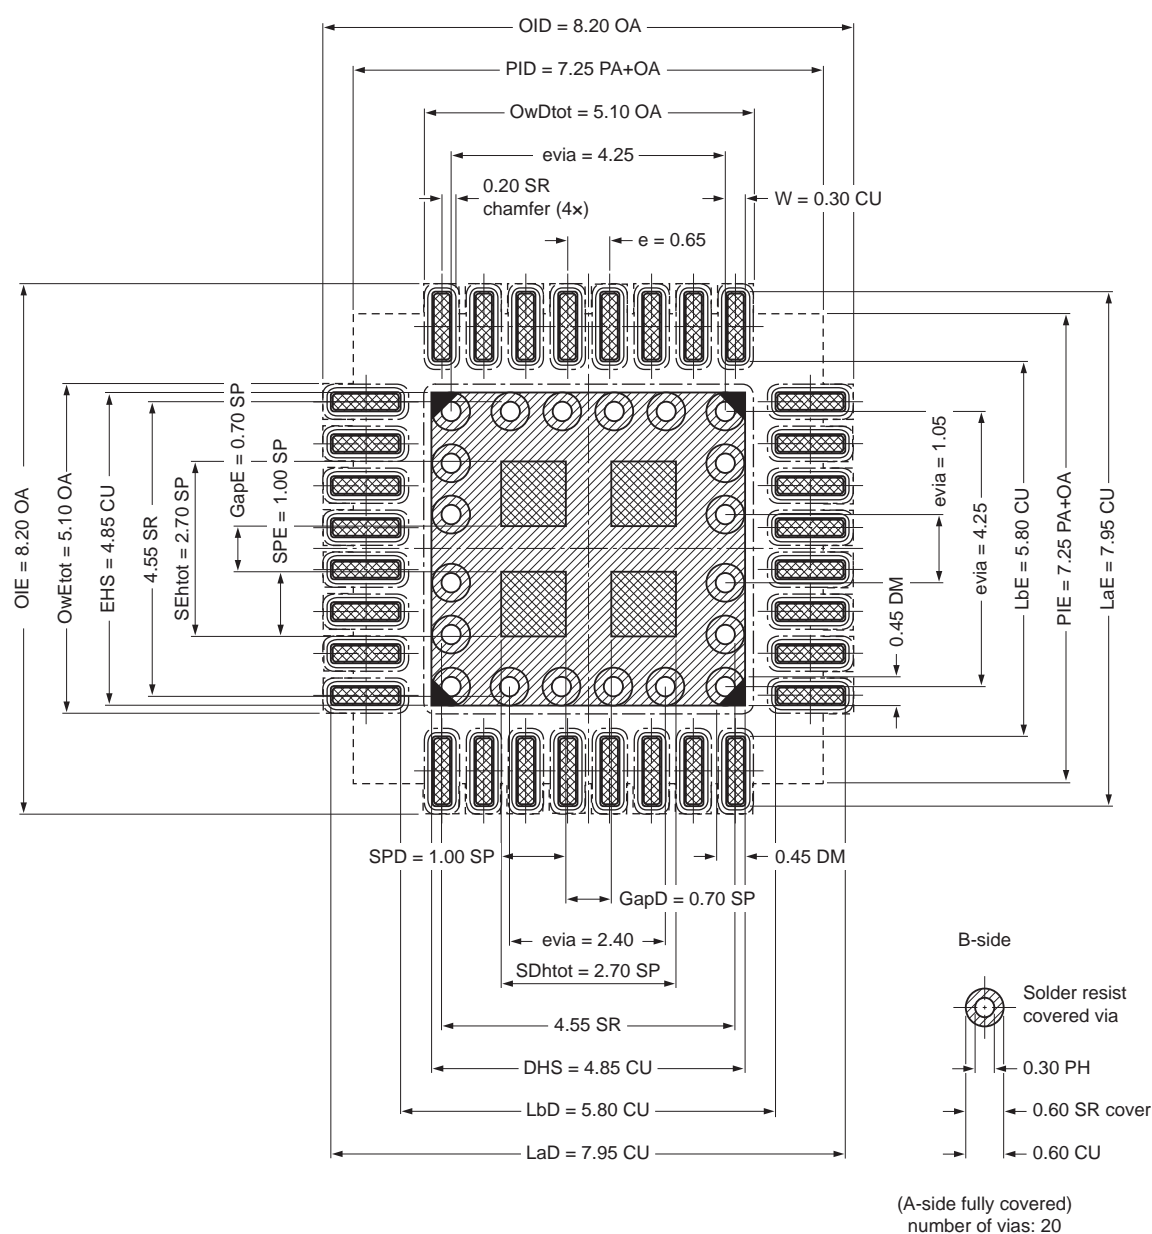 OID = 8.20 OA
PID = 7.25 PA+OA
OwDtot = 5.10 OA
evia = 4.25
0.20 SR
chamfer (4×)
W = 0.30 CU
e = 0.65
OIE = 8.20 OA
OwEtot = 5.10 OA
EHS = 4.85 CU
4.55 SR
SEhtot = 2.70 SP
GapE = 0.70 SP
SPE = 1.00 SP
evia = 1.05
0.45 DM
evia = 4.25
LbE = 5.80 CU
PIE = 7.25 PA+OA
LaE = 7.95 CU
SPD = 1.00 SP
0.45 DM
GapD = 0.70 SP
evia = 2.40
SDhtot = 2.70 SP
4.55 SR
DHS = 4.85 CU
LbD = 5.80 CU
LaD = 7.95 CU
B-side
Solder resist
covered via
0.30 PH
0.60 SR cover
0.60 CU
(A-side fully covered)
number of vias: 20